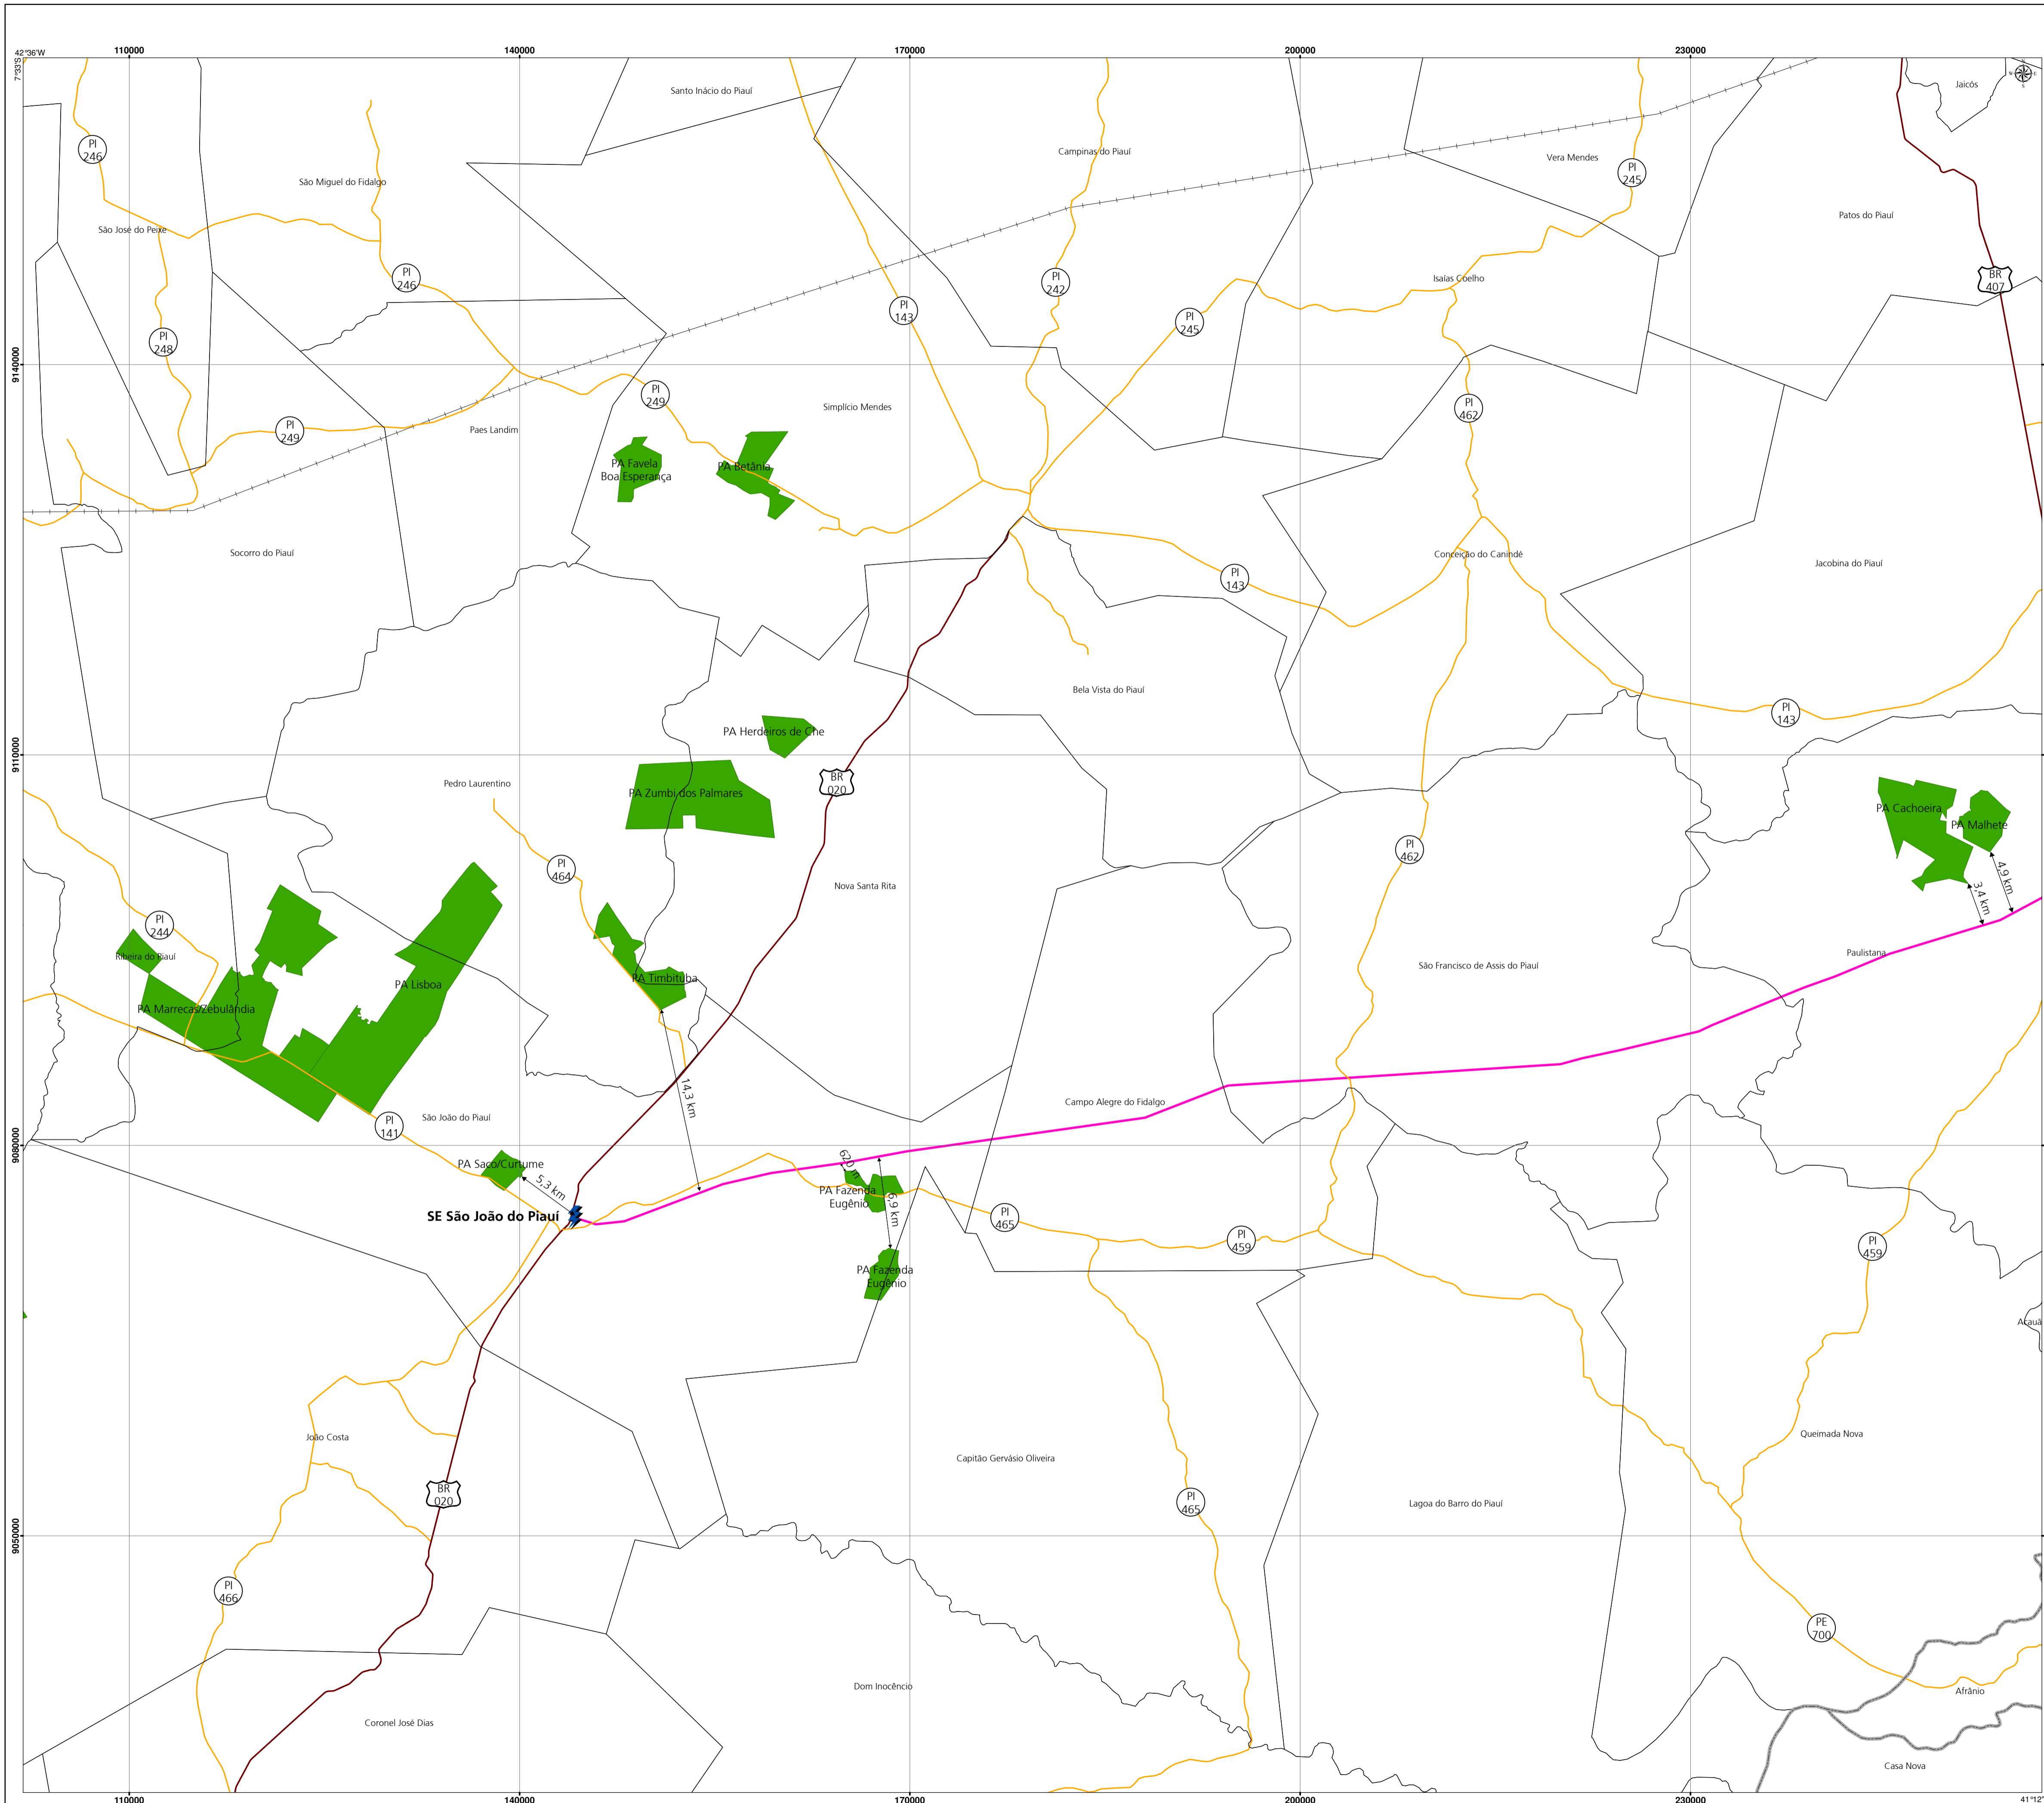 42°36'W
7°33'S
110000
140000
170000
200000
230000
Jaicós
Santo Inácio do Piauí
PI
246
Campinas do Piauí
Vera Mendes
PI
245
São Miguel do Fidalgo
Patos do Piauí
São José do Peixe
PI
246
PI
242
Isaías Coelho
BR
407
PI
143
PI
245
PI
248
9140000
PI
249
Simplício Mendes
PI
462
PI
249
Paes Landim
PA Favela
Boa Esperança
PA Betânia
Socorro do Piauí
Conceição do Canindé
Jacobina do Piauí
PI
143
Bela Vista do Piauí
PI
143
PA Herdeiros de Che
9110000
Pedro Laurentino
BR
020
PA Zumbi dos Palmares
PA Cachoeira
PA Malhete
PI
462
PI
464
4,9 km
3,4 km
Nova Santa Rita
PI
244
Ribeira do Piauí
Paulistana
São Francisco de Assis do Piauí
PA Timbituba
PA Lisboa
PA Marrecas/Zebulândia
14,3 km
Campo Alegre do Fidalgo
São João do Piauí
PI
141
9080000
PA Saco/Curtume
620 m
5,3 km
PA Fazenda
Eugênio
6,9 km
SE São João do Piauí
PI
465
PI
459
PI
459
PA Fazenda
Eugênio
Acauã
João Costa
Queimada Nova
Capitão Gervásio Oliveira
BR
020
PI
465
Lagoa do Barro do Piauí
9050000
PI
466
PE
700
Dom Inocêncio
Afrânio
Coronel José Dias
Casa Nova
110000
140000
170000
200000
230000